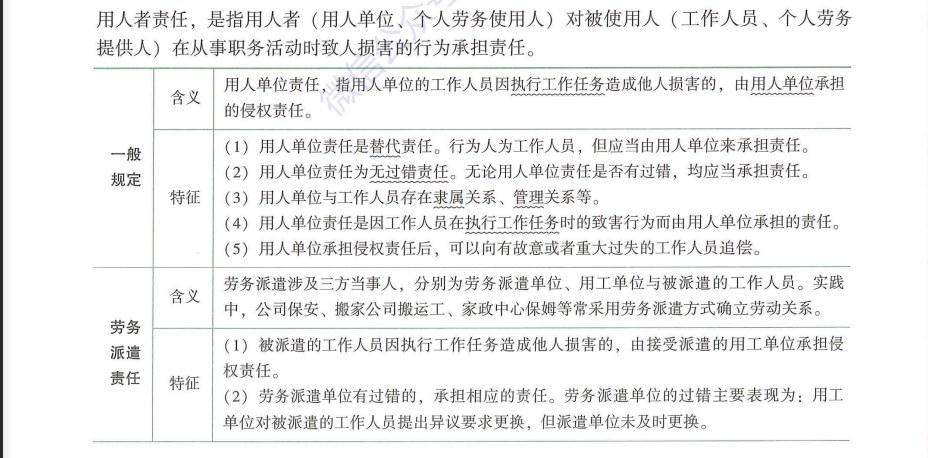 用人者责任，是指用人者（用人单位、个人劳务使用人）对被使用人（工作人员、个人劳务
提供人）在从事职务活动时致人损害的行为承担责任。
一般
规定
含义
用人单位责任，指用人单位的工作人员因执行工作任务造成他人损害的，由用人单位承担
的侵权责任。
特征
（1）用人单位责任是替代责任。行为人为工作人员，但应当由用人单位来承担责任。
（2）用人单位责任为无过错责任。无论用人单位责任是否有过错，均应当承担责任。
（3）用人单位与工作人员存在隶属关系、管理关系等。
（4）用人单位责任是因工作人员在执行工作任务时的致害行为而由用人单位承担的责任。
（5）用人单位承担侵权责任后，可以向有故意或者重大过失的工作人员追偿。
劳务
派遣
责任
含义
劳务派遣涉及三方当事人，分别为劳务派遣单位、用工单位与被派遣的工作人员。实践
中，公司保安、搬家公司搬运工、家政中心保姆等常采用劳务派遣方式确立劳动关系。
特征
（1）被派遣的工作人员因执行工作任务造成他人损害的，由接受派遣的用工单位承担侵
权责任。
（2）劳务派遣单位有过错的，承担相应的责任。劳务派遣单位的过错主要表现为：用工
单位对被派遣的工作人员提出异议要求更换，但派遣单位未及时更换。
微信公众号